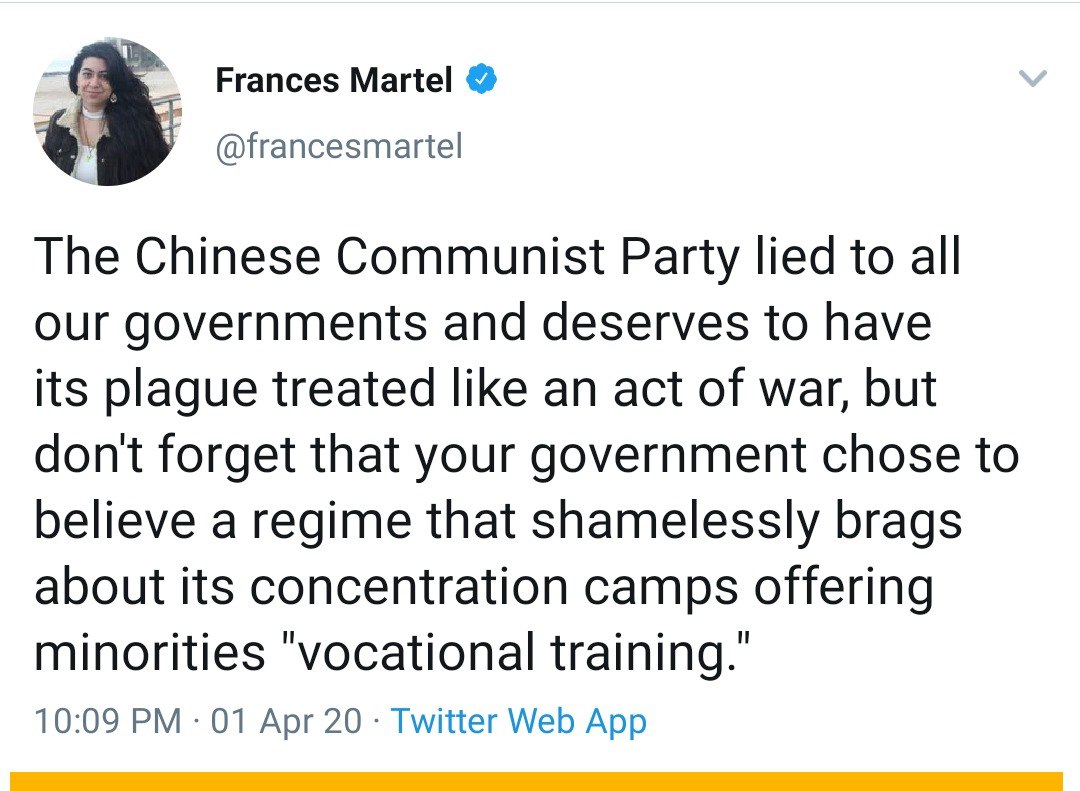 Frances Martel
@francesmartel
The Chinese Communist Party lied to all
our governments and deserves to have
its plague treated like an act of war, but
don't forget that your government chose to
believe a regime that shamelessly brags
about its concentration camps offering
minorities "vocational training."
10:09 PM · 01 Apr 20 · Twitter Web App